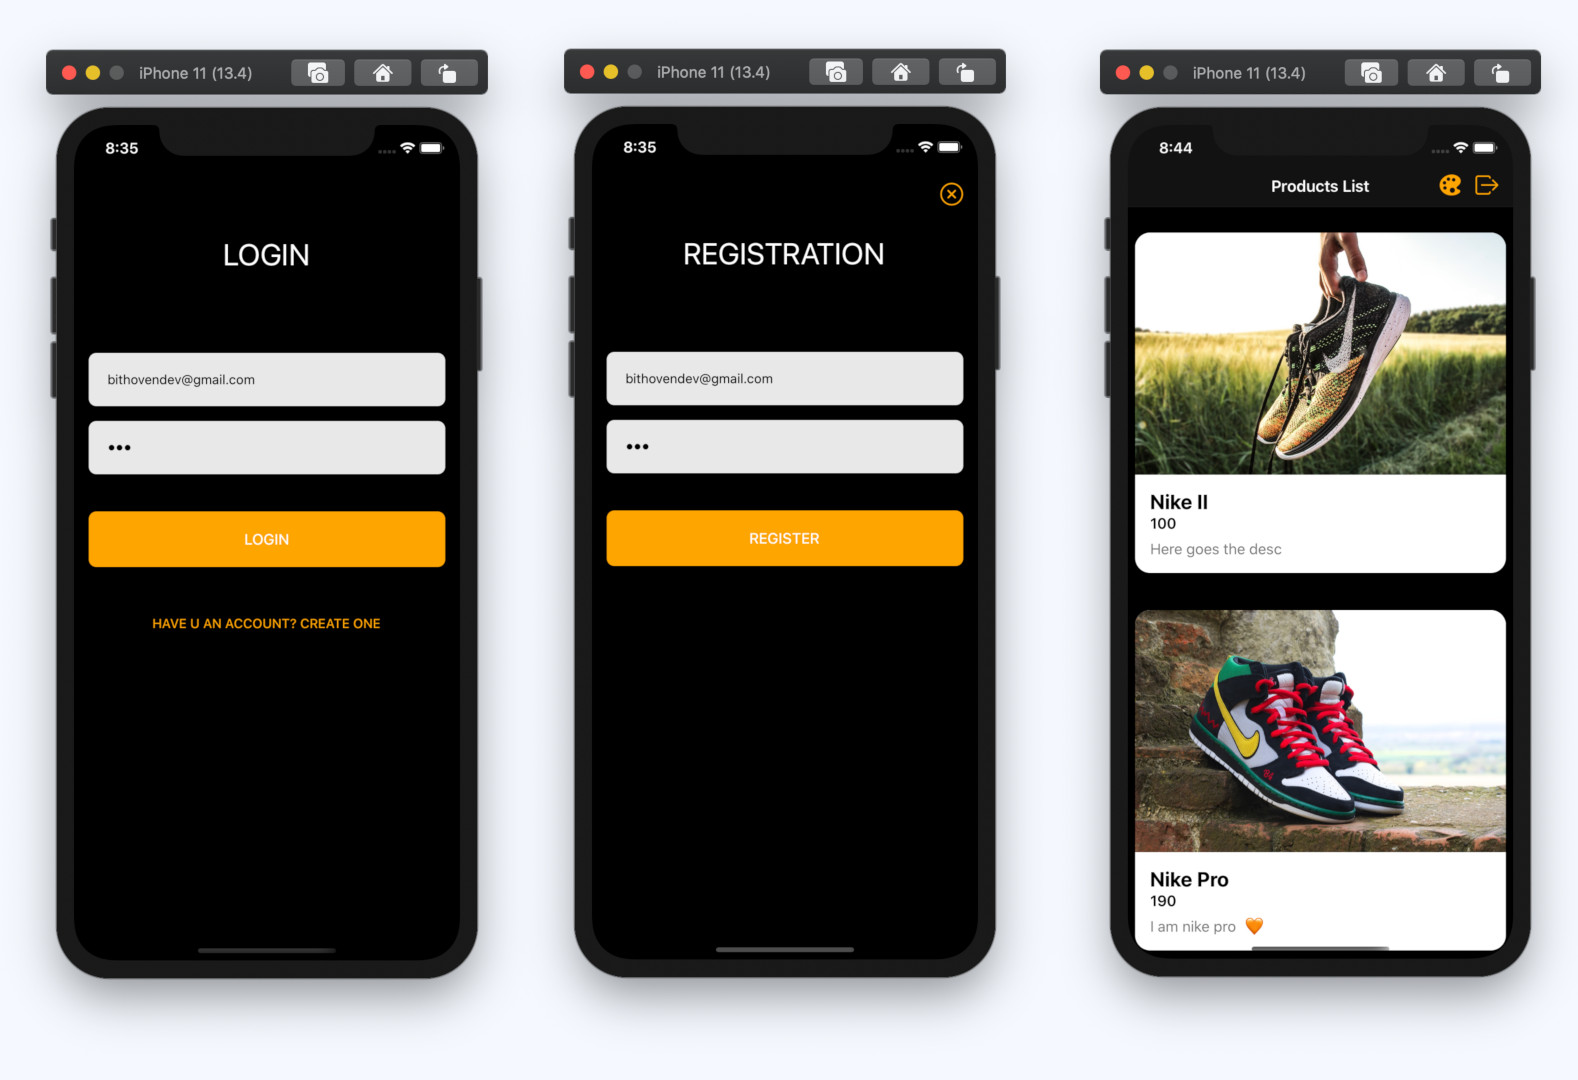 iPhone 11 (13.4)
8:35
LOGIN
bithovendev@gmail.com
•••
LOGIN
HAVE U AN ACCOUNT? CREATE ONE
iPhone 11 (13.4)
8:35
REGISTRATION
bithovendev@gmail.com
•••
REGISTER
iPhone 11 (13.4)
8:44
Products List
Nike II
100
Here goes the desc
Nike Pro
190
I am nike pro 🧡